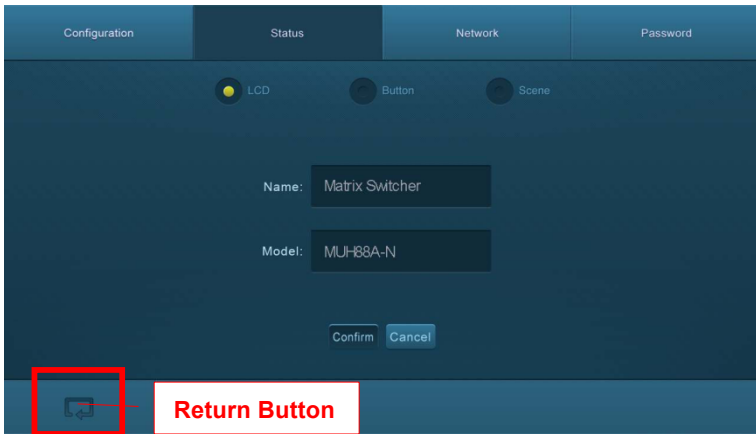 Configuration Status Network Password
LCD Button Scene
Name: Matrix Switcher
Model: MUH88A-N
Confirm Cancel
Return Button